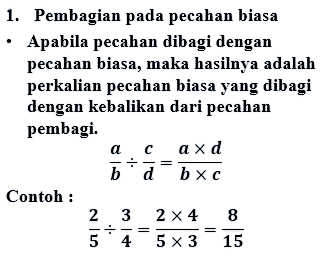 1. Pembagian pada pecahan biasa
• Apabila pecahan dibagi dengan
pecahan biasa, maka hasilnya adalah
perkalian pecahan biasa yang dibagi
dengan kebalikan dari pecahan
pembagi.
a/b ÷ c/d = a × d / b × c
Contoh :
2/5 ÷ 3/4 = 2 × 4 / 5 × 3 = 8/15